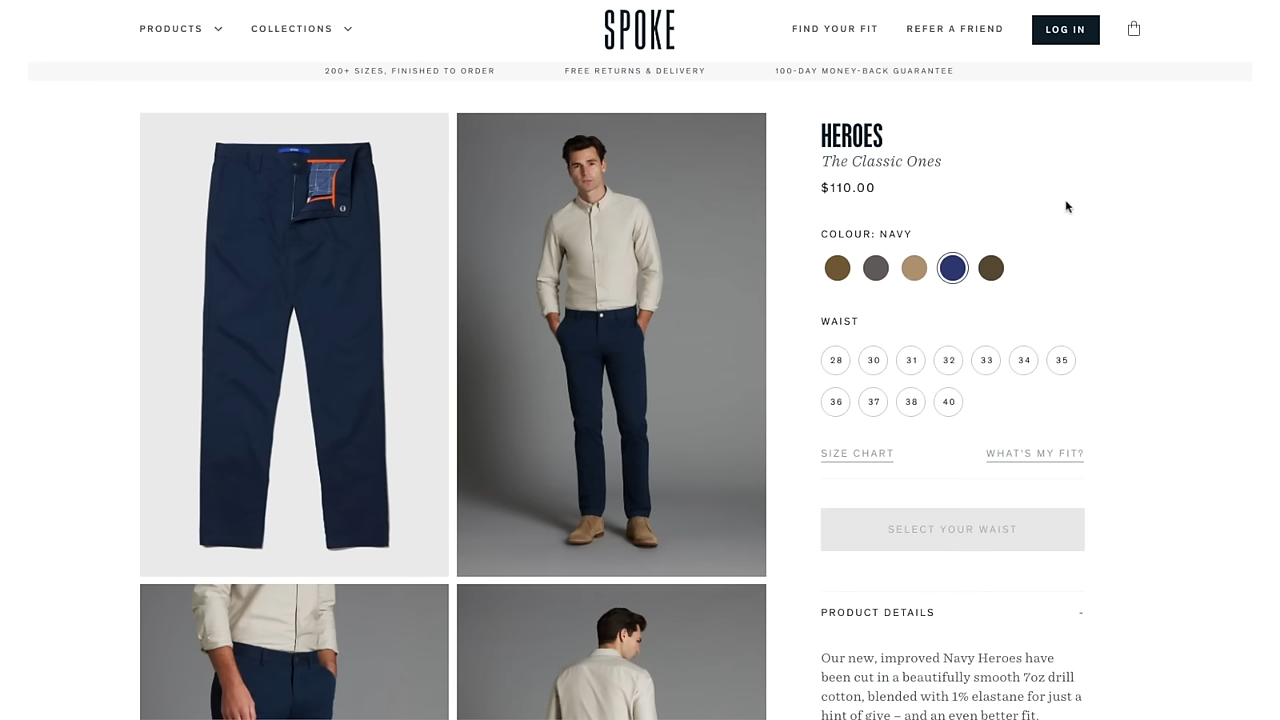 PRODUCTS COLLECTIONS SPOKE FIND YOUR FIT REFER A FRIEND LOG IN
200+ SIZES, FINISHED TO ORDER FREE RETURNS & DELIVERY 100-DAY MONEY-BACK GUARANTEE
HEROES
The Classic Ones
$110.00
COLOUR: NAVY
WAIST
28 30 31 32 33 34 35
36 37 38 40
SIZE CHART WHAT'S MY FIT?
SELECT YOUR WAIST
PRODUCT DETAILS -
Our new, improved Navy Heroes have
been cut in a beautifully smooth 7oz drill
cotton, blended with 1% elastane for just a
hint of give – and an even better fit.